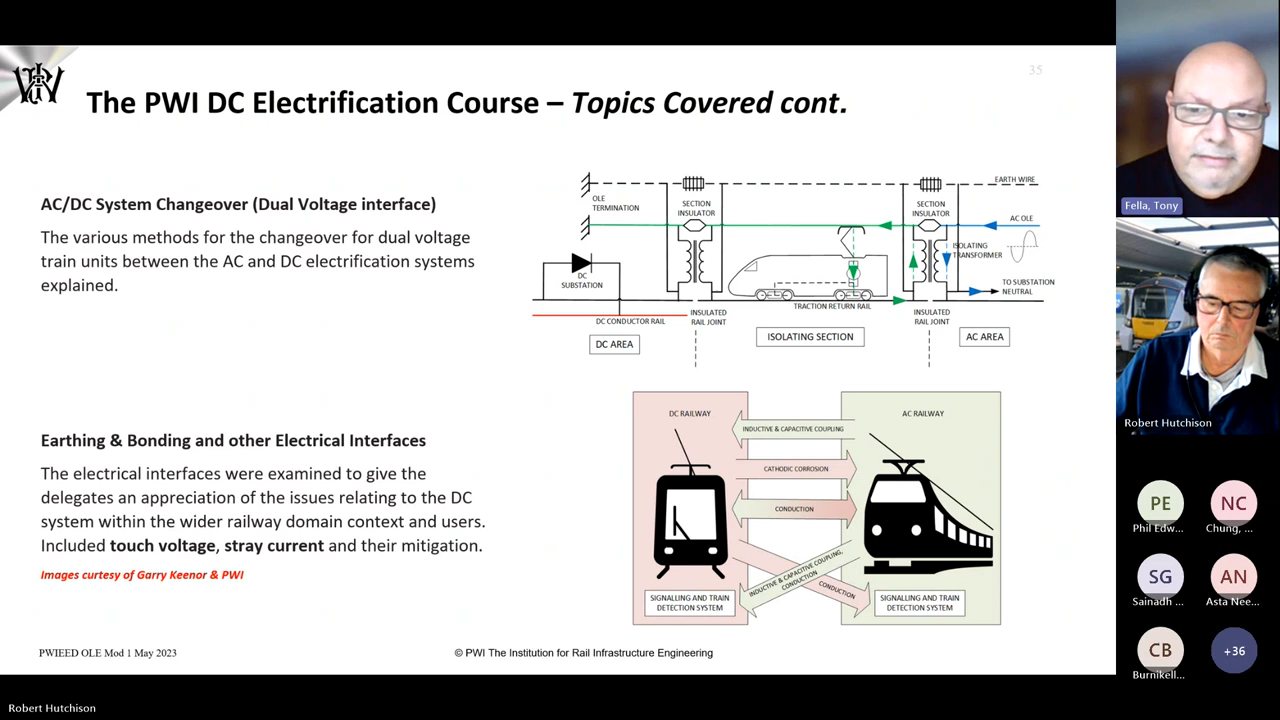 35
The PWI DC Electrification Course – Topics Covered cont.
AC/DC System Changeover (Dual Voltage interface)
The various methods for the changeover for dual voltage
train units between the AC and DC electrification systems
explained.
EARTH WIRE
OLE
TERMINATION
SECTION
INSULATOR
SECTION
INSULATOR
AC OLE
ISOLATING
TRANSFORMER
DC
SUBSTATION
TO SUBSTATION
NEUTRAL
TRACTION RETURN RAIL
DC CONDUCTOR RAIL
INSULATED
RAIL JOINT
INSULATED
RAIL JOINT
DC AREA
ISOLATING SECTION
AC AREA
Earthing & Bonding and other Electrical Interfaces
The electrical interfaces were examined to give the
delegates an appreciation of the issues relating to the DC
system within the wider railway domain context and users.
Included touch voltage, stray current and their mitigation.
Images curtesy of Garry Keenor & PWI
DC RAILWAY
AC RAILWAY
INDUCTIVE & CAPACITIVE COUPLING
CATHODIC CORROSION
CONDUCTION
INDUCTIVE & CAPACITIVE COUPLING,
CONDUCTION
CONDUCTION
SIGNALLING AND TRAIN
DETECTION SYSTEM
SIGNALLING AND TRAIN
DETECTION SYSTEM
PWIEED OLE Mod 1 May 2023
© PWI The Institution for Rail Infrastructure Engineering
Robert Hutchison
Fella, Tony
Robert Hutchison
PE
NC
Phil Edw...
Chung, ...
SG
AN
Sainadh ...
Asta Nee...
CB
+36
Burnikell...